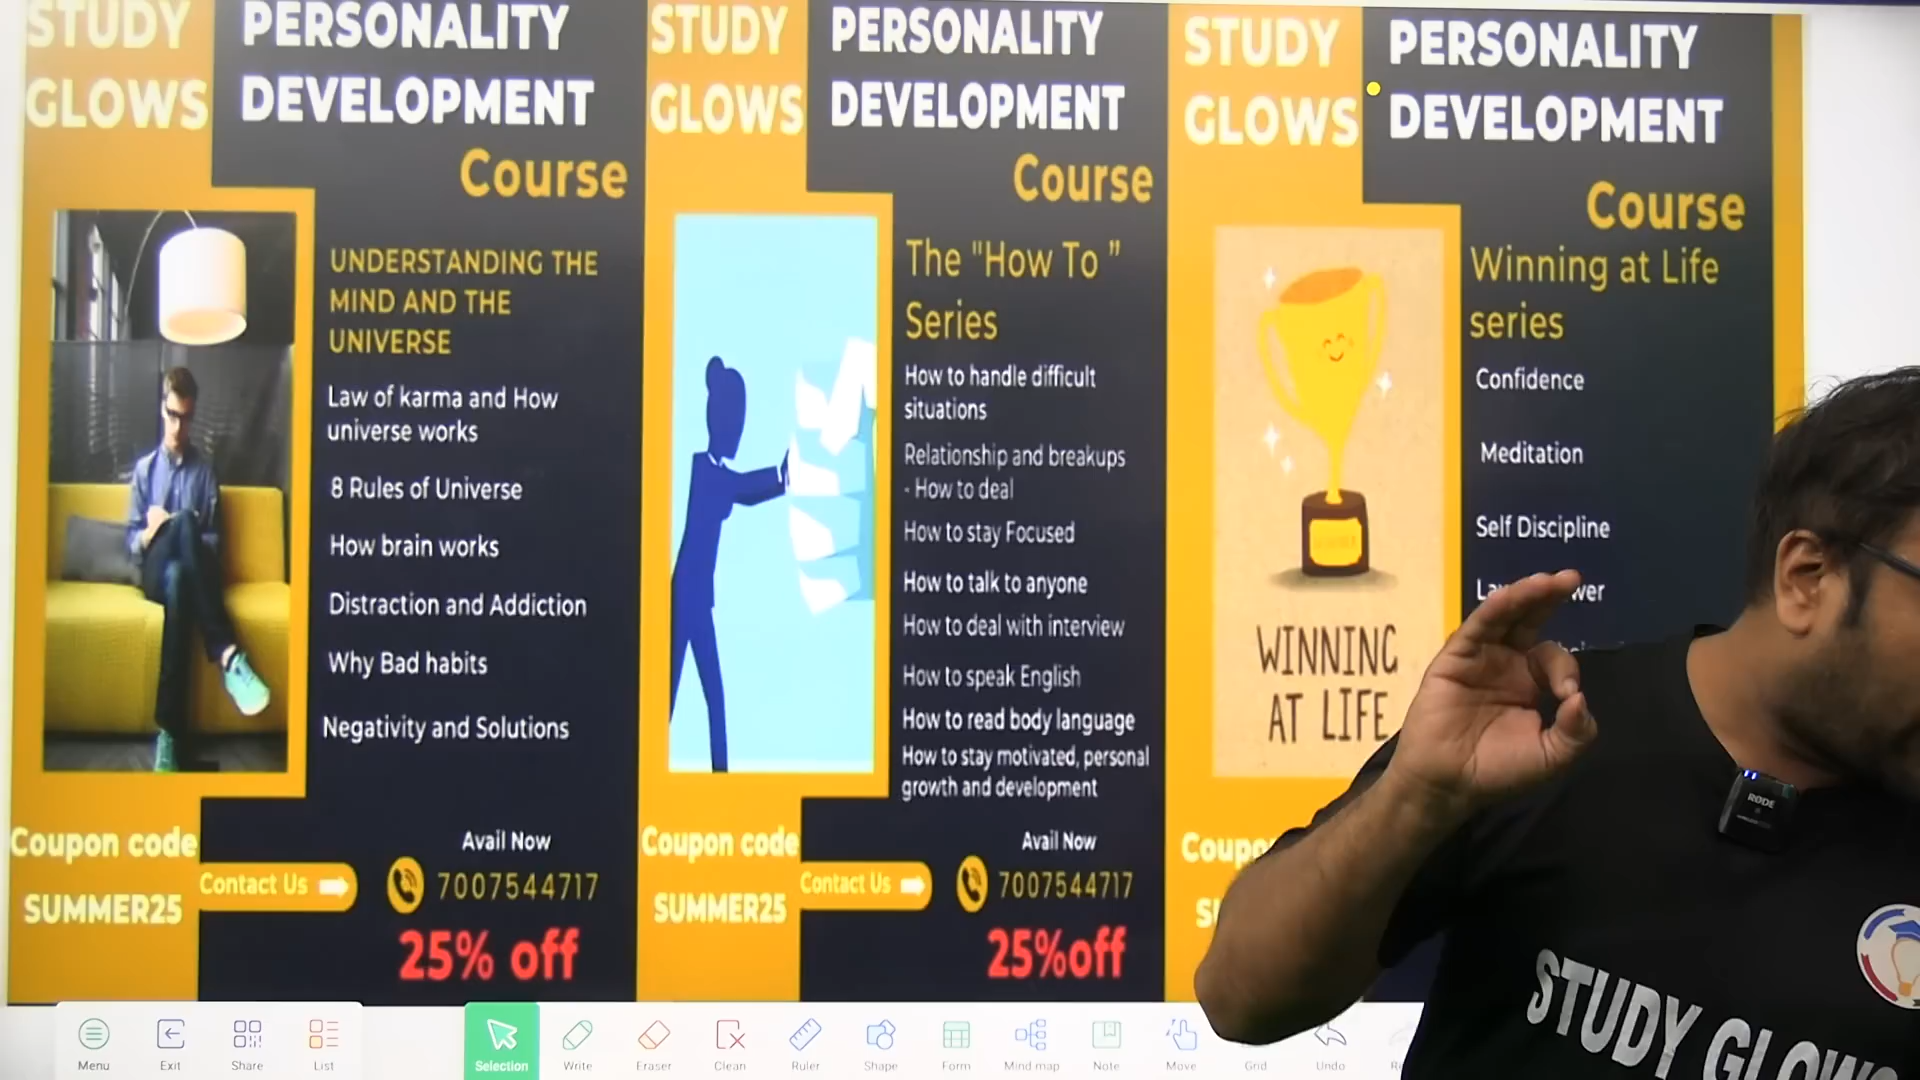 STUDY
GLOWS
PERSONALITY
DEVELOPMENT
Course
UNDERSTANDING THE
MIND AND THE
UNIVERSE
Law of karma and How
universe works
8 Rules of Universe
How brain works
Distraction and Addiction
Why Bad habits
Negativity and Solutions
Coupon code
SUMMER25
Contact Us
Avail Now
7007544717
25% off
STUDY
GLOWS
PERSONALITY
DEVELOPMENT
Course
The "How To ”
Series
How to handle difficult
situations
Relationship and breakups
- How to deal
How to stay Focused
How to talk to anyone
How to deal with interview
How to speak English
How to read body language
How to stay motivated, personal
growth and development
Coupon code
SUMMER25
Contact Us
Avail Now
7007544717
25%off
STUDY
GLOWS
PERSONALITY
DEVELOPMENT
Course
Winning at Life
series
Confidence
Meditation
Self Discipline
WINNING
AT LIFE
RØDE
STUDY GLOWS
Menu
Exit
Share
List
Selection
Write
Eraser
Clean
Ruler
Shape
Form
Mind map
Note
Move
Grid
Undo